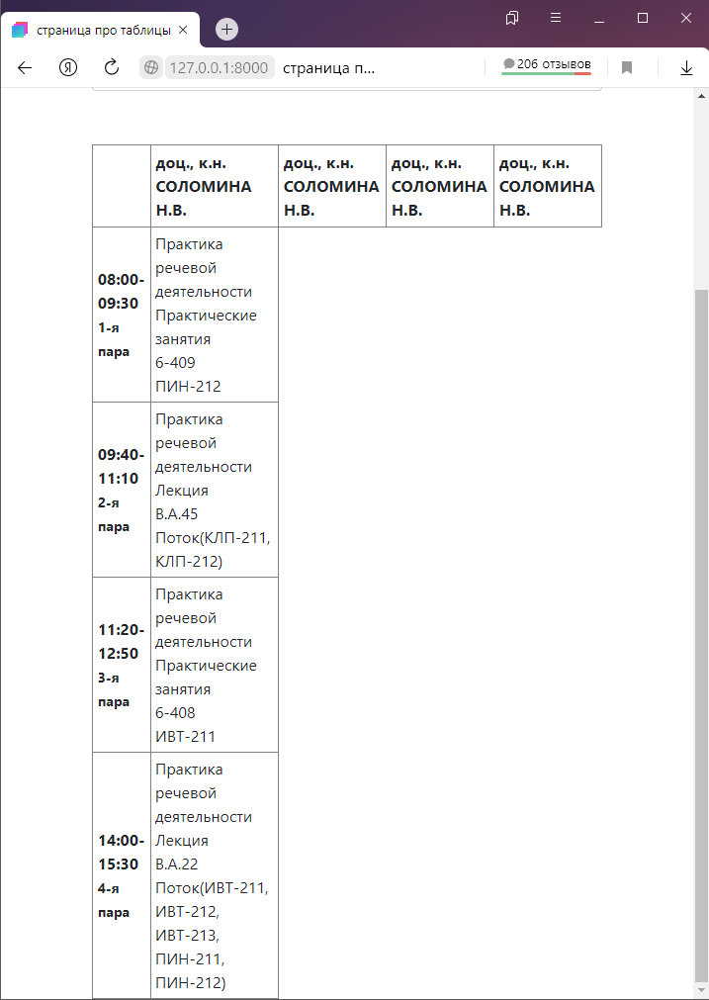 страница про таблицы
127.0.0.1:8000 страница п... 206 отзывов
доц., к.н.
СОЛОМИНА
Н.В.
доц., к.н.
СОЛОМИНА
Н.В.
доц., к.н.
СОЛОМИНА
Н.В.
доц., к.н.
СОЛОМИНА
Н.В.
08:00-
09:30
1-я
пара
Практика
речевой
деятельности
Практические
занятия
6-409
ПИН-212
09:40-
11:10
2-я
пара
Практика
речевой
деятельности
Лекция
В.А.45
Поток(КЛП-211,
КЛП-212)
11:20-
12:50
3-я
пара
Практика
речевой
деятельности
Практические
занятия
6-408
ИВТ-211
14:00-
15:30
4-я
пара
Практика
речевой
деятельности
Лекция
В.А.22
Поток(ИВТ-211,
ИВТ-212,
ИВТ-213,
ПИН-211,
ПИН-212)